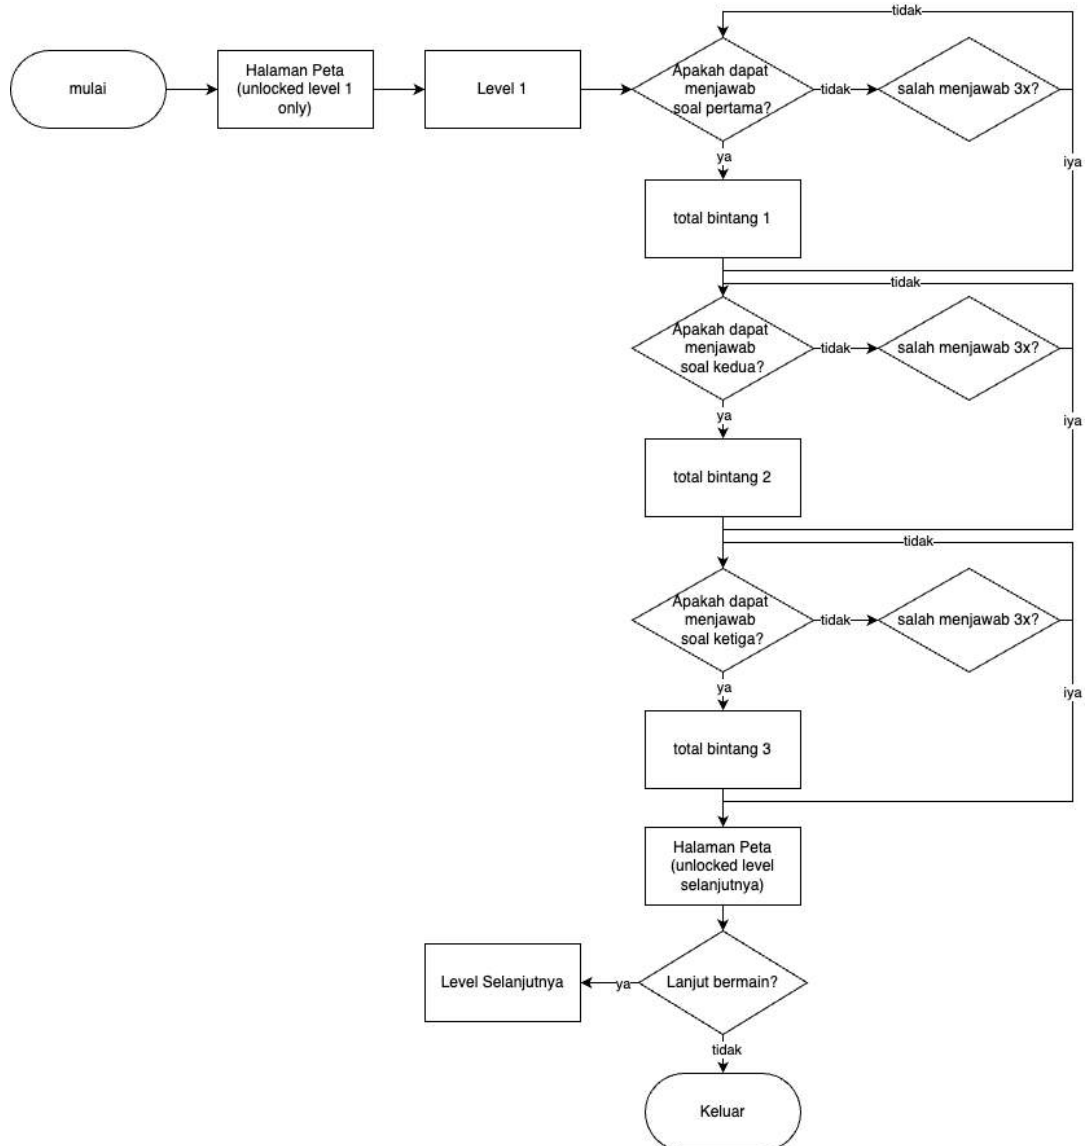 tidak
mulai
Halaman Peta
(unlocked level 1
only)
Level 1
Apakah dapat
menjawab
soal pertama?
tidak
salah menjawab 3x?
ya
iya
total bintang 1
tidak
Apakah dapat
menjawab
soal kedua?
tidak
salah menjawab 3x?
ya
iya
total bintang 2
tidak
Apakah dapat
menjawab
soal ketiga?
tidak
salah menjawab 3x?
ya
iya
total bintang 3
Halaman Peta
(unlocked level
selanjutnya)
Level Selanjutnya
ya
Lanjut bermain?
tidak
Keluar